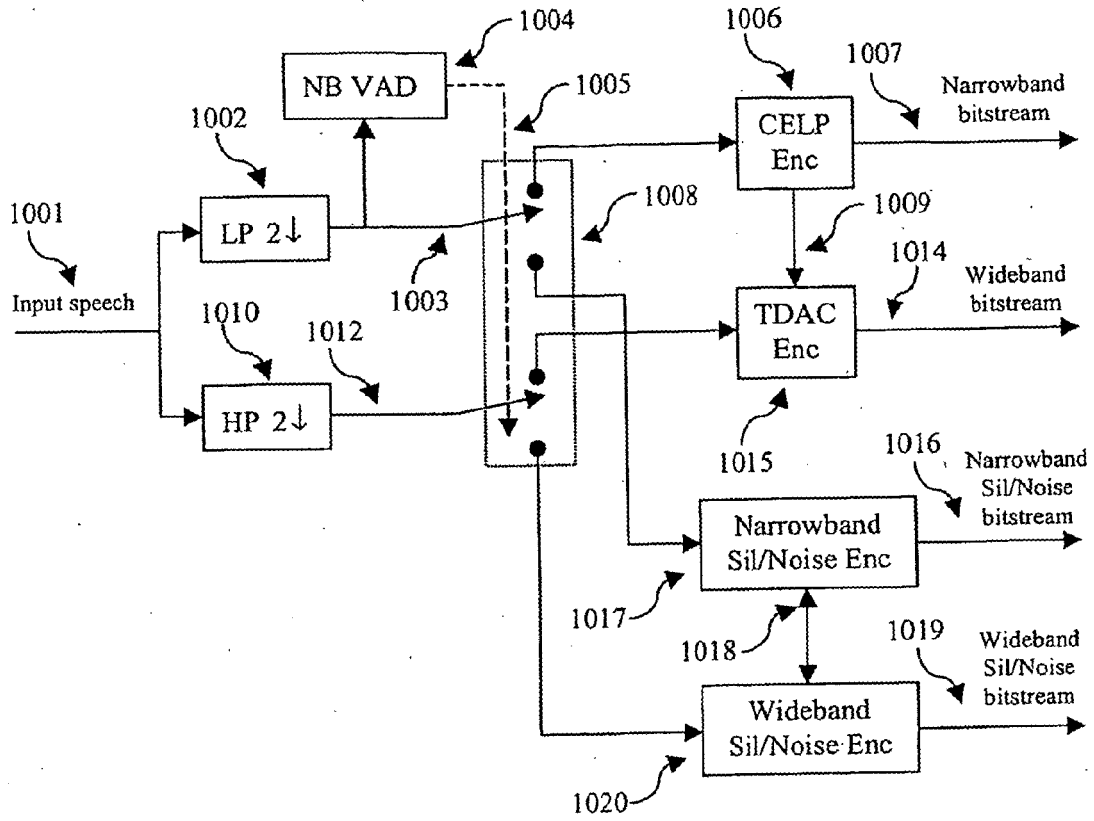 1004
NB VAD
1005
1006
CELP
Enc
1007
Narrowband
bitstream
1002
LP 2↓
1003
1008
1009
1001
Input speech
1010
HP 2↓
1012
1014
Wideband
bitstream
TDAC
Enc
1015
1016
Narrowband
Sil/Noise
bitstream
Narrowband
Sil/Noise Enc
1017
1018
1019
Wideband
Sil/Noise
bitstream
Wideband
Sil/Noise Enc
1020